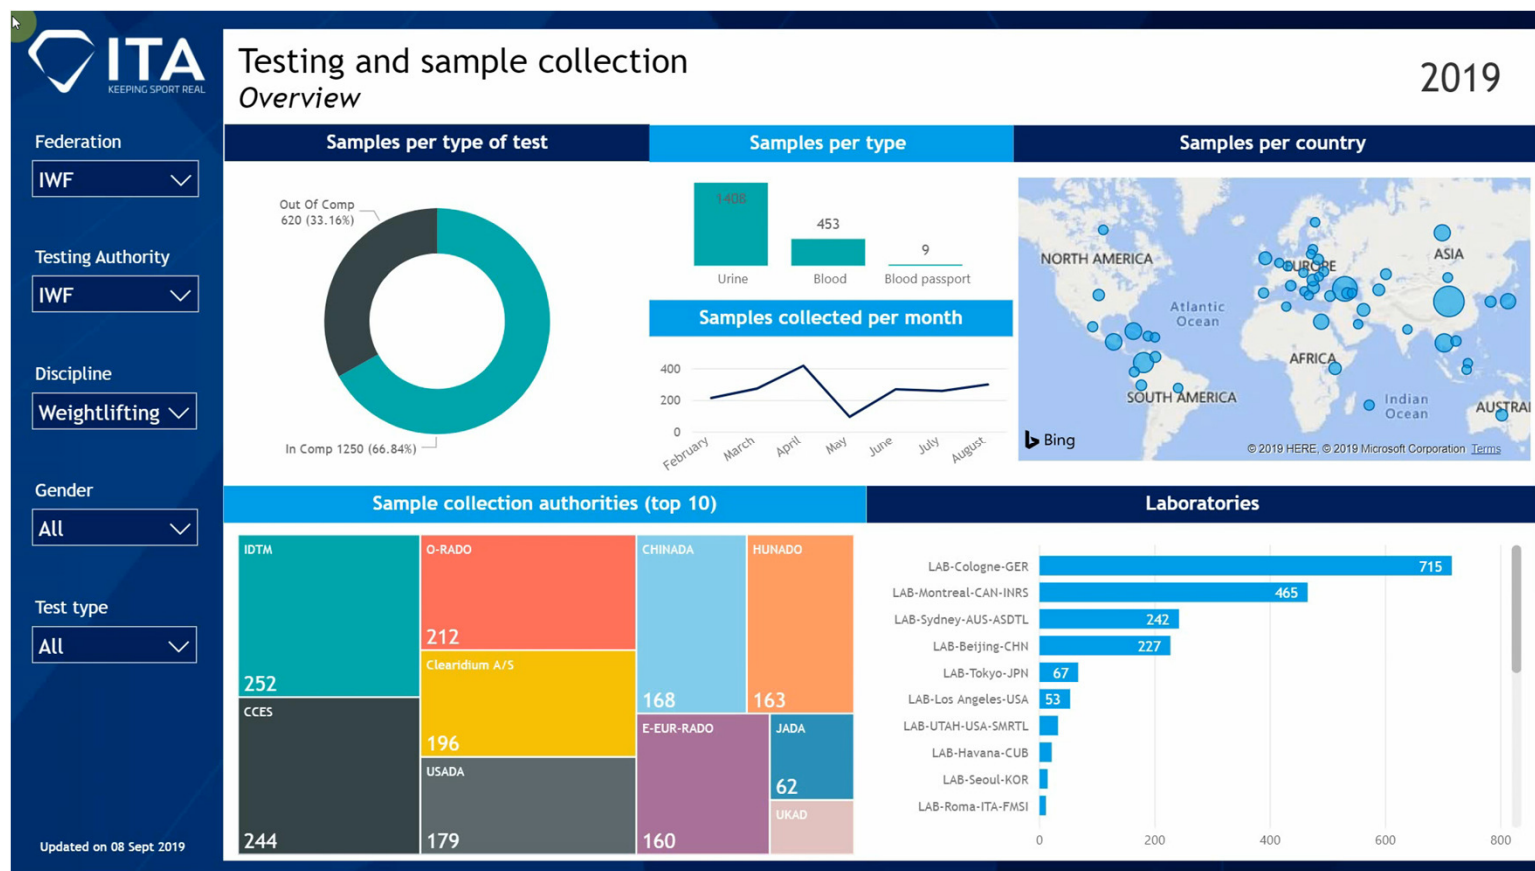 ITA
KEEPING SPORT REAL
Testing and sample collection
Overview
2019
Federation
IWF
Testing Authority
IWF
Discipline
Weightlifting
Gender
All
Test type
All
Updated on 08 Sept 2019
Samples per type of test
Out Of Comp
620 (33.16%)
In Comp 1250 (66.84%)
Samples per type
1408
453
9
Urine
Blood
Blood passport
Samples collected per month
400
200
0
February
March
April
May
June
July
August
Samples per country
NORTH AMERICA
EUROPE
ASIA
Atlantic
Ocean
AFRICA
SOUTH AMERICA
Indian
Ocean
AUSTRAL
Bing
© 2019 HERE, © 2019 Microsoft Corporation Terms
Sample collection authorities (top 10)
IDTM
252
CCES
244
O-RADO
212
Clearidium A/S
196
USADA
179
CHINADA
168
HUNADO
163
E-EUR-RADO
160
JADA
62
UKAD
Laboratories
LAB-Cologne-GER
715
LAB-Montreal-CAN-INRS
465
LAB-Sydney-AUS-ASDTL
242
LAB-Beijing-CHN
227
LAB-Tokyo-JPN
67
LAB-Los Angeles-USA
53
LAB-UTAH-USA-SMRTL
LAB-Havana-CUB
LAB-Seoul-KOR
LAB-Roma-ITA-FMSI
0
200
400
600
800